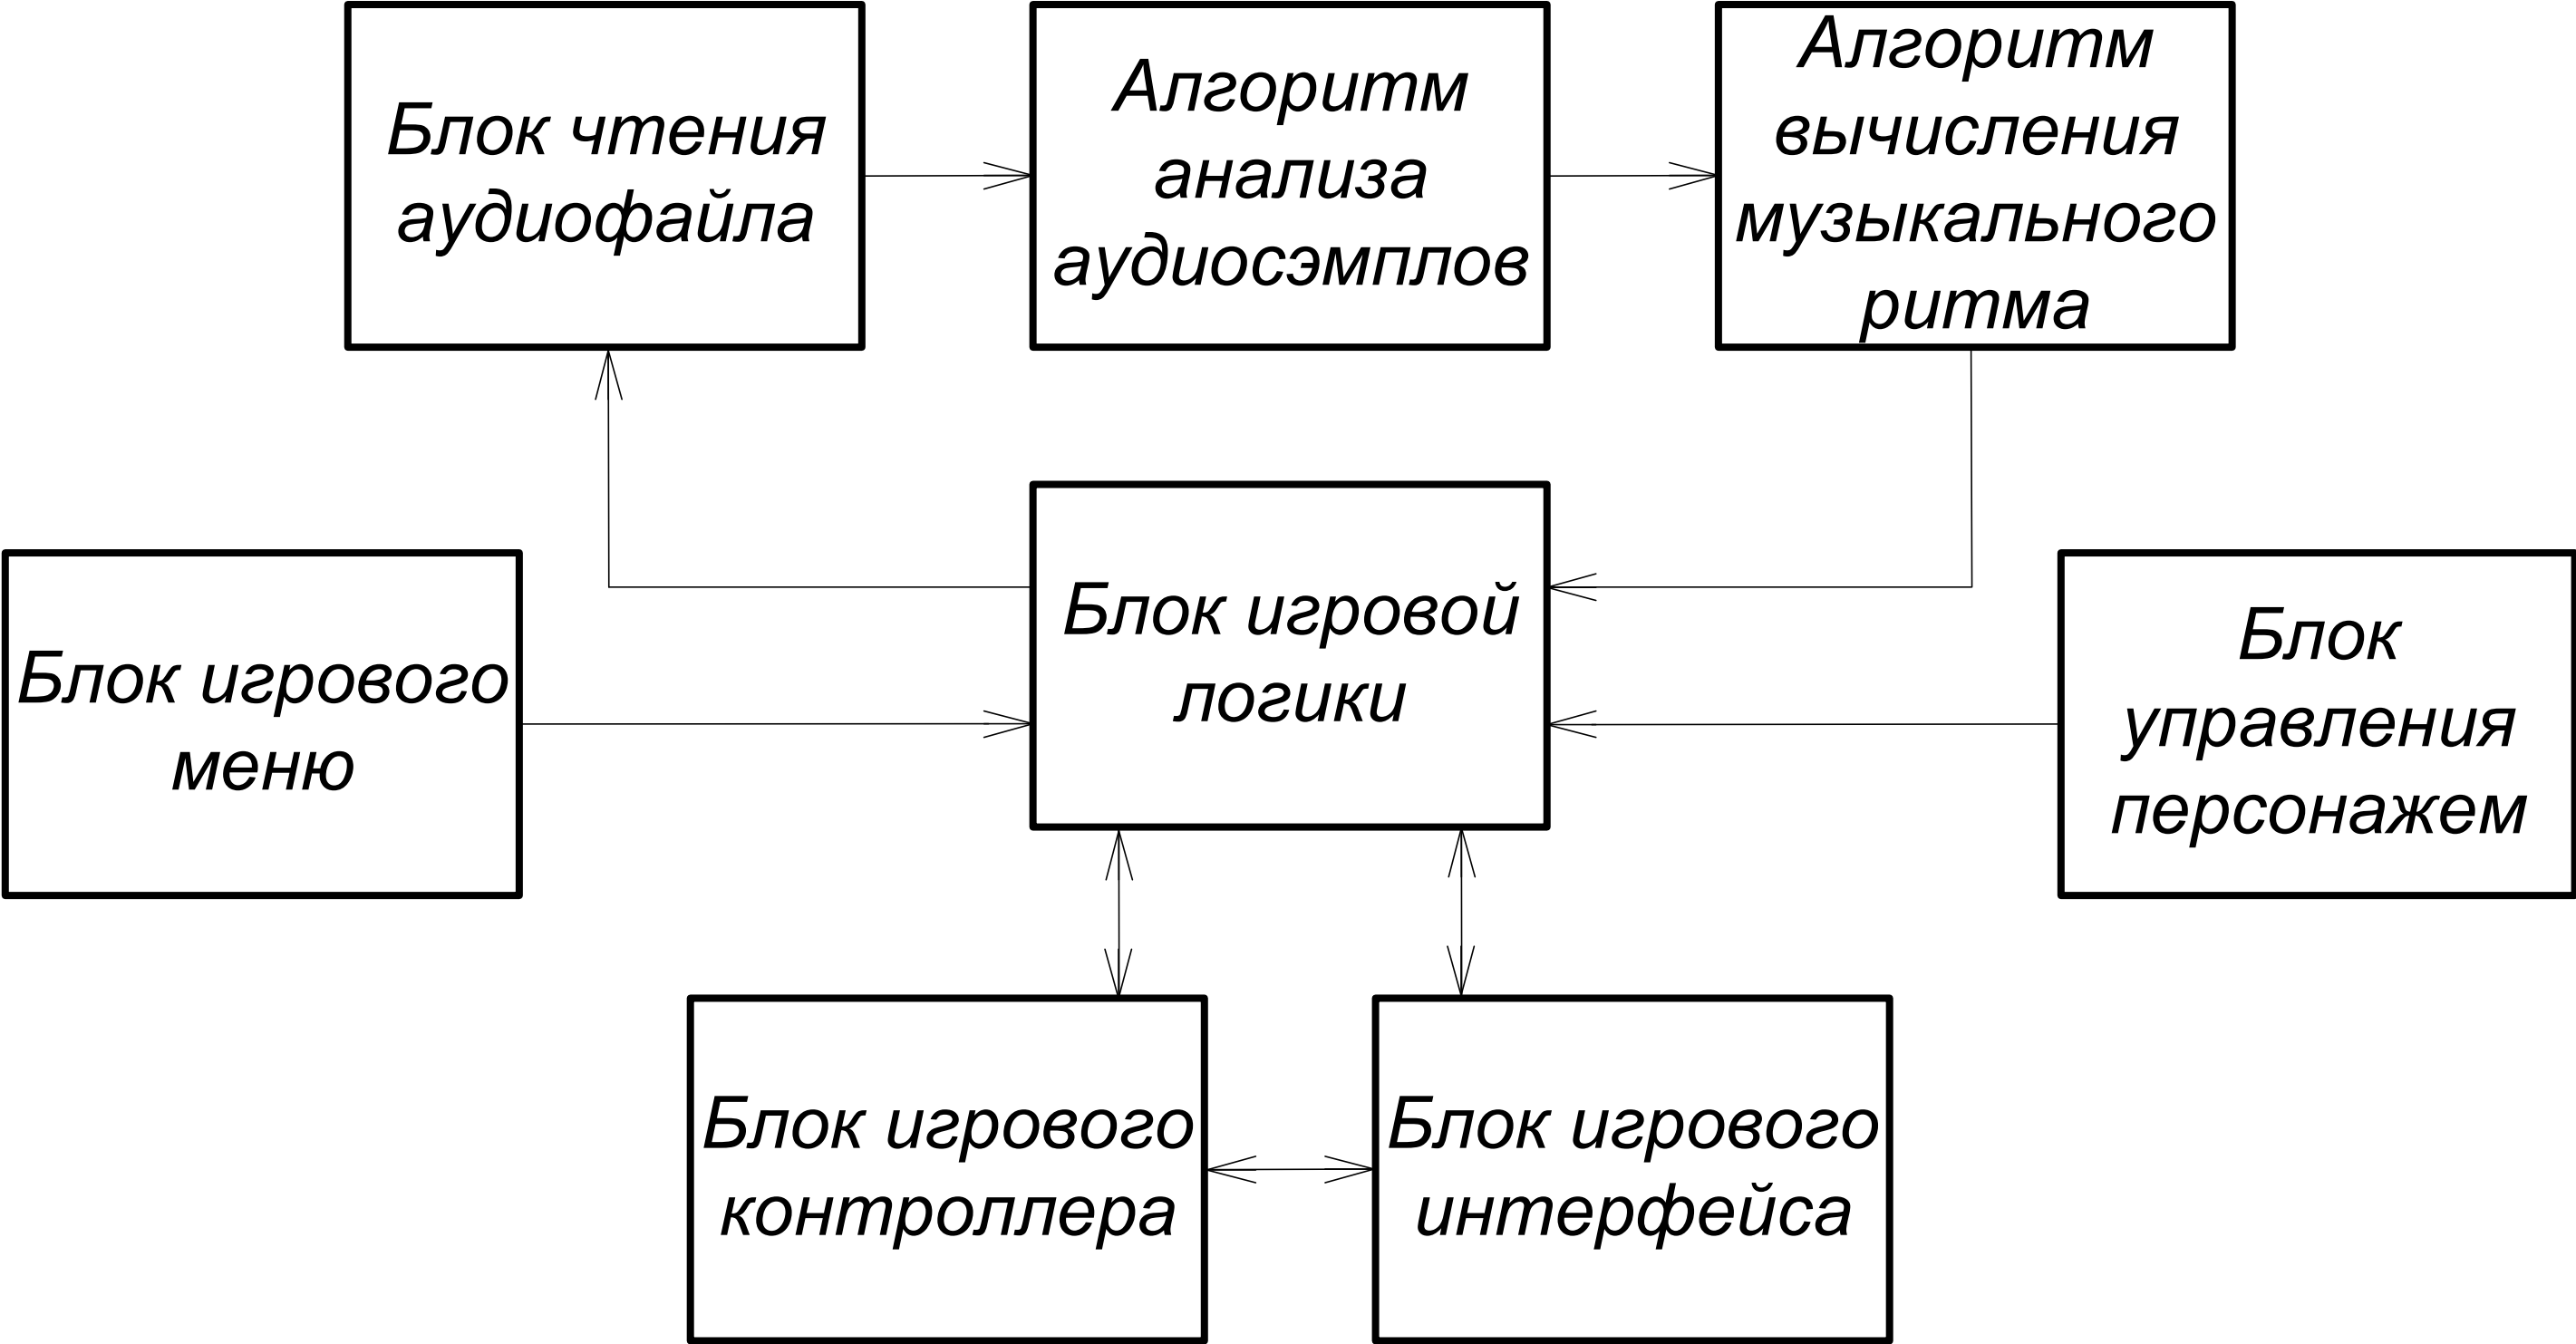 Блок чтения
аудиофайла
Алгоритм
анализа
аудиосэмплов
Алгоритм
вычисления
музыкального
ритма
Блок игрового
меню
Блок игровой
логики
Блок
управления
персонажем
Блок игрового
контроллера
Блок игрового
интерфейса